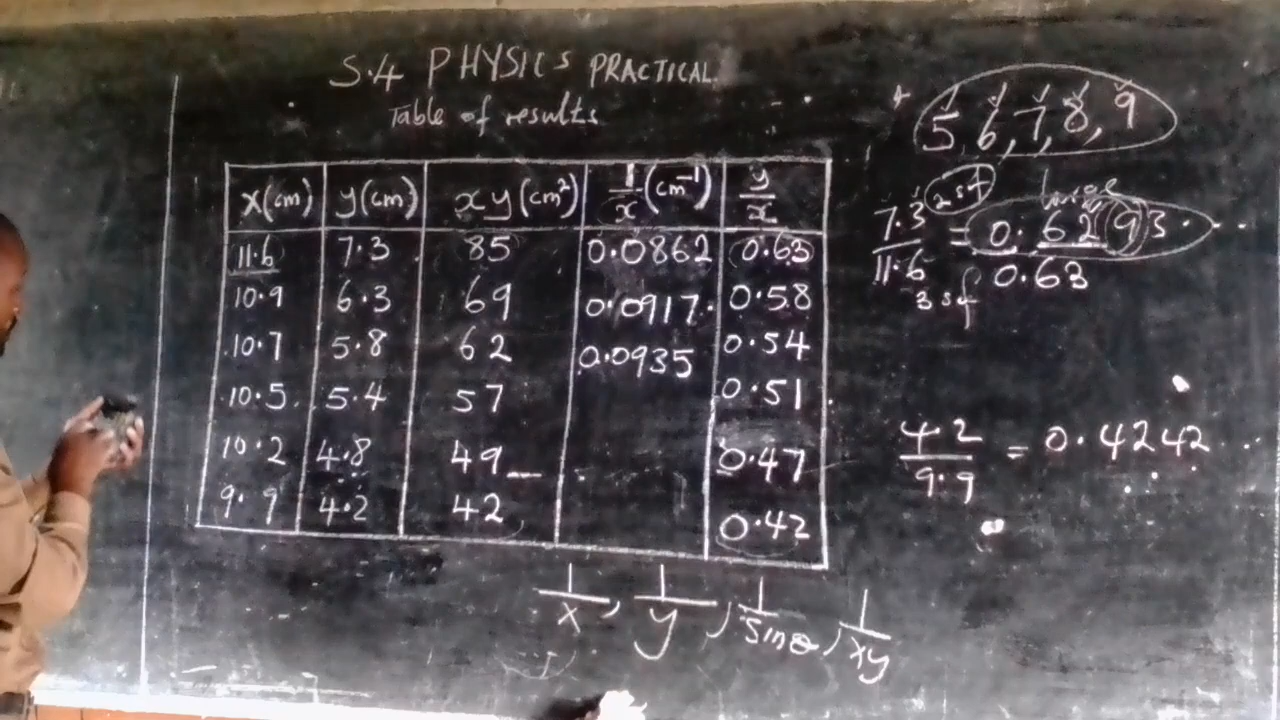 S.4 PHYSICS PRACTICAL.
Table of results
x(cm) y(cm) xy(cm²) 1/x (cm⁻¹) y/x
11.6 7.3 85 0.0862 0.63
10.9 6.3 69 0.0917 0.58
10.7 5.8 62 0.0935 0.54
10.5 5.4 57 0.51
10.2 4.8 49 0.47
9.9 4.2 42 0.42
1/x, 1/y, 1/sinθ, 1/xy
5, 6, 7, 8, 9
2sf
7.3/11.6 = 0.6293...
3sf 0.63
4.2/9.9 = 0.4242...